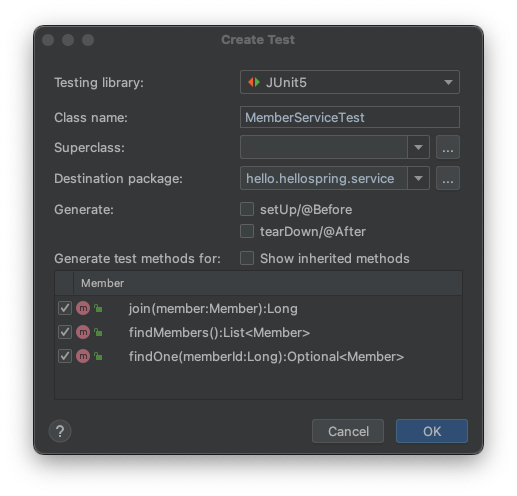 Create Test
Testing library: JUnit5
Class name: MemberServiceTest
Superclass: ...
Destination package: hello.hellospring.service ...
Generate: setUp/@Before
tearDown/@After
Generate test methods for: Show inherited methods
Member
m join(member:Member):Long
m findMembers():List<Member>
m findOne(memberId:Long):Optional<Member>
? Cancel OK